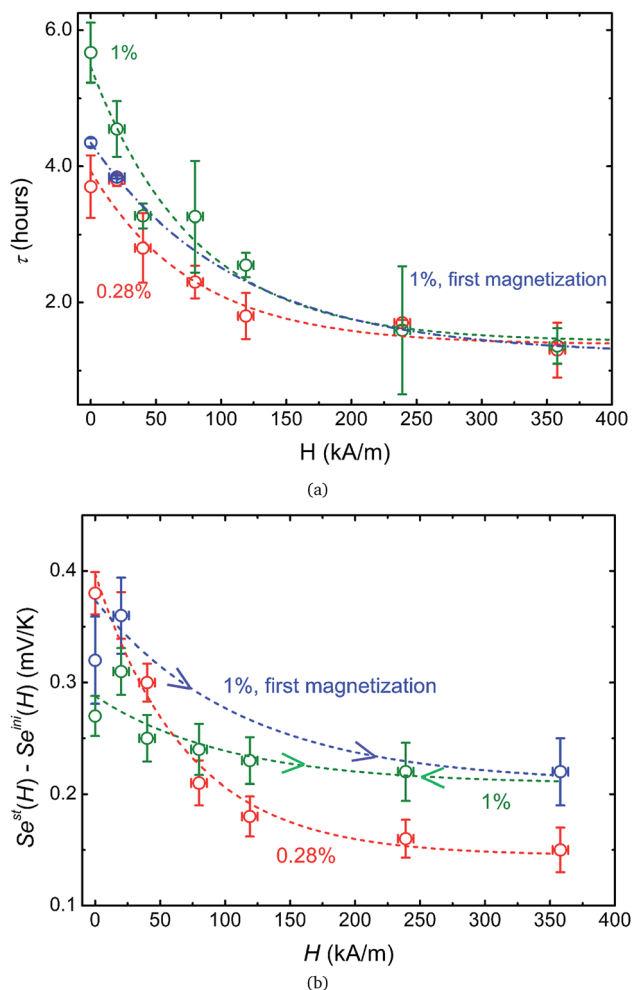 6.0
1%
4.0
τ (hours)
1%, first magnetization
0.28%
2.0
0 50 100 150 200 250 300 350 400
H (kA/m)
(a)
0.4
0.3
1%, first magnetization
Se^st(H) - Se^ini(H) (mV/K)
0.2
1%
0.28%
0.1
0 50 100 150 200 250 300 350 400
H (kA/m)
(b)